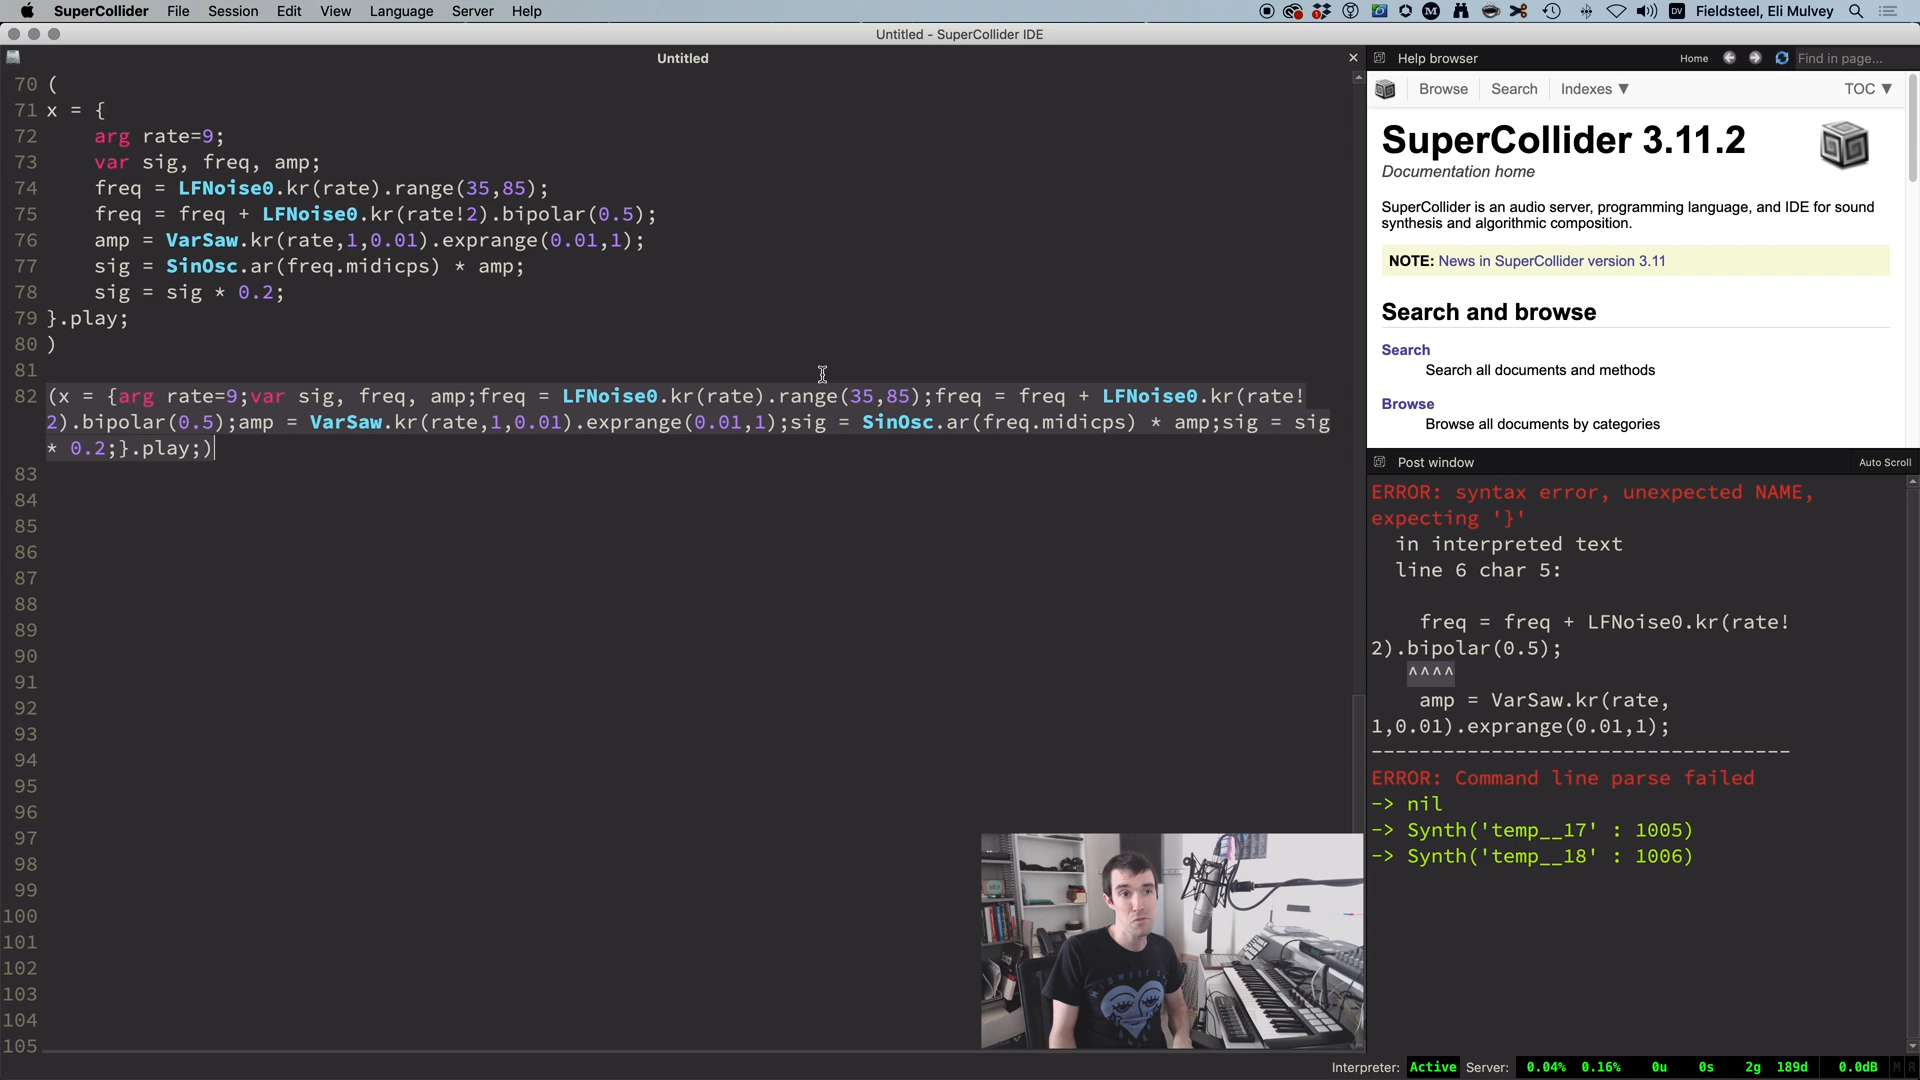 SuperCollider File Session Edit View Language Server Help Fieldsteel, Eli Mulvey
Untitled - SuperCollider IDE
Untitled
70 (
71 x = {
72 arg rate=9;
73 var sig, freq, amp;
74 freq = LFNoise0.kr(rate).range(35,85);
75 freq = freq + LFNoise0.kr(rate!2).bipolar(0.5);
76 amp = VarSaw.kr(rate,1,0.01).exprange(0.01,1);
77 sig = SinOsc.ar(freq.midicps) * amp;
78 sig = sig * 0.2;
79 }.play;
80 )
81
82 (x = {arg rate=9;var sig, freq, amp;freq = LFNoise0.kr(rate).range(35,85);freq = freq + LFNoise0.kr(rate!
2).bipolar(0.5);amp = VarSaw.kr(rate,1,0.01).exprange(0.01,1);sig = SinOsc.ar(freq.midicps) * amp;sig = sig
* 0.2;}.play;)
83
84
85
86
87
88
89
90
91
92
93
94
95
96
97
98
99
100
101
102
103
104
105
Help browser Home Find in page...
Browse Search Indexes ▼ TOC ▼
SuperCollider 3.11.2
Documentation home
SuperCollider is an audio server, programming language, and IDE for sound
synthesis and algorithmic composition.
NOTE: News in SuperCollider version 3.11
Search and browse
Search
Search all documents and methods
Browse
Browse all documents by categories
Post window Auto Scroll
ERROR: syntax error, unexpected NAME,
expecting '}'
in interpreted text
line 6 char 5:
freq = freq + LFNoise0.kr(rate!
2).bipolar(0.5);
^^^^
amp = VarSaw.kr(rate,
1,0.01).exprange(0.01,1);
-----------------------------------
ERROR: Command line parse failed
-> nil
-> Synth('temp__17' : 1005)
-> Synth('temp__18' : 1006)
Interpreter: Active Server: 0.04% 0.16% 0u 0s 2g 189d 0.0dB M R